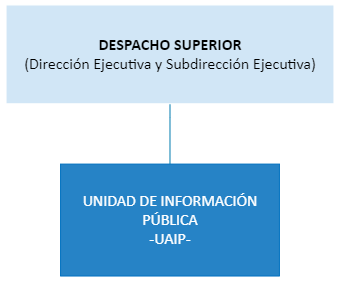 DESPACHO SUPERIOR
(Dirección Ejecutiva y Subdirección Ejecutiva)
UNIDAD DE INFORMACIÓN
PÚBLICA
-UAIP-